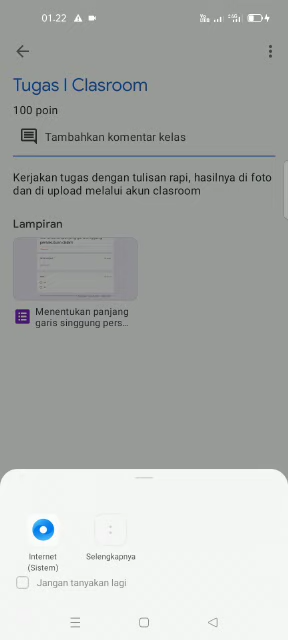 01.22
Tugas I Clasroom
100 poin
Tambahkan komentar kelas
Kerjakan tugas dengan tulisan rapi, hasilnya di foto
dan di upload melalui akun clasroom
Lampiran
Menentukan panjang
garis singgung pers...
Internet
(Sistem)
Selengkapnya
Jangan tanyakan lagi